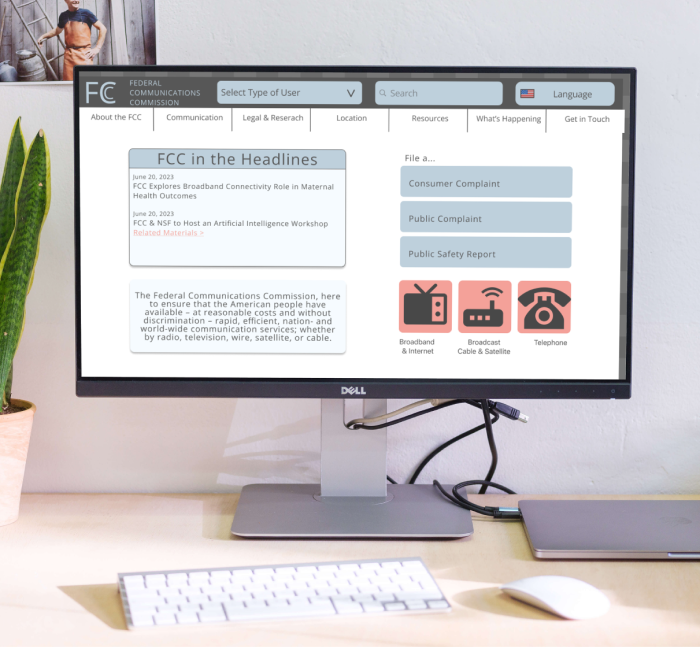 FCC
FEDERAL
COMMUNICATIONS
COMMISSION
Select Type of User V
Search
Language
About the FCC
Communication
Legal & Reserach
Location
Resources
What's Happening
Get in Touch
FCC in the Headlines
June 20, 2023
FCC Explores Broadband Connectivity Role in Maternal
Health Outcomes
June 20, 2023
FCC & NSF to Host an Artificial Intelligence Workshop
Related Materials >
File a...
Consumer Complaint
Public Complaint
Public Safety Report
The Federal Communications Commission, here
to ensure that the American people have
available – at reasonable costs and without
discrimination – rapid, efficient, nation- and
world-wide communication services; whether
by radio, television, wire, satellite, or cable.
Broadband
& Internet
Broadcast
Cable & Satellite
Telephone
DELL